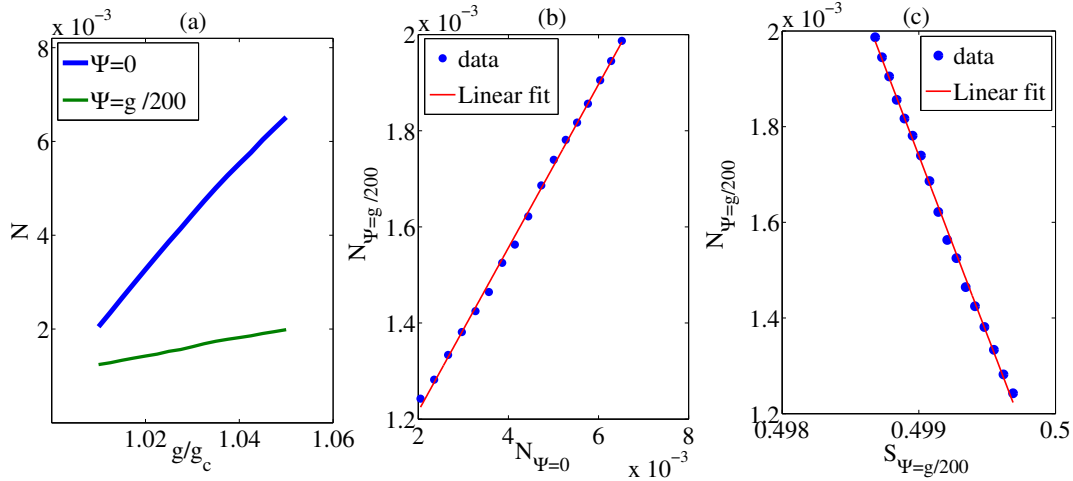 (a)
x 10⁻³
8
6
4
2
N
Ψ=0
Ψ=g /200
1.02
1.04
1.06
g/g_c
(b)
x 10⁻³
2
1.8
1.6
1.4
1.2
N_Ψ=g /200
data
Linear fit
2
4
6
8
N_Ψ=0
x 10⁻³
(c)
x 10⁻³
2
1.8
1.6
1.4
1.2
N_Ψ=g/200
data
Linear fit
0.498
0.499
0.5
S_Ψ=g/200